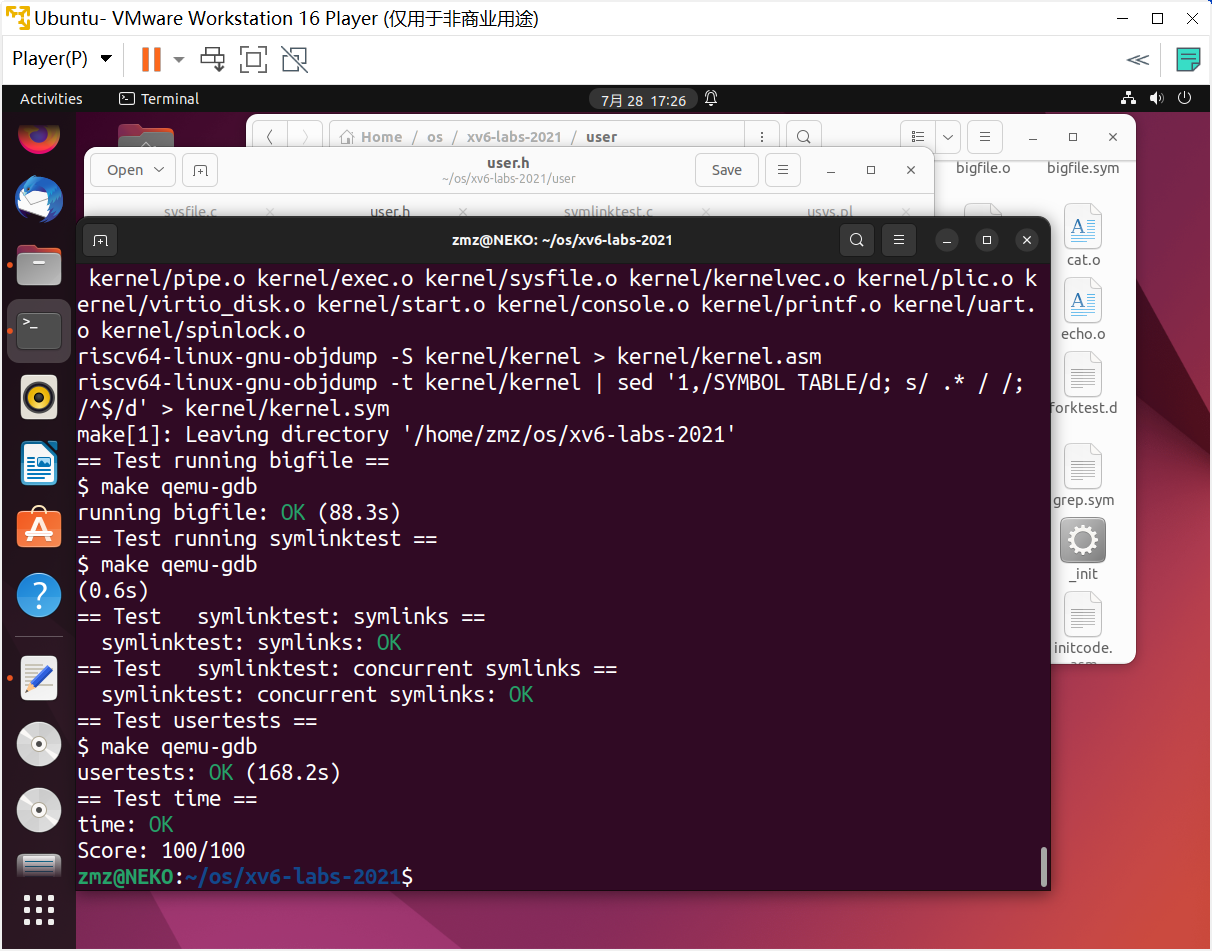 Ubuntu- VMware Workstation 16 Player (仅用于非商业用途)
Player(P)
Activities
Terminal
7月 28 17:26
Home / os / xv6-labs-2021 / user
bigfile.o
bigfile.sym
Open
user.h
~/os/xv6-labs-2021/user
Save
sysfile.c
user.h
symlinktest.c
usys.pl
zmz@NEKO: ~/os/xv6-labs-2021
kernel/pipe.o kernel/exec.o kernel/sysfile.o kernel/kernelvec.o kernel/plic.o k
ernel/virtio_disk.o kernel/start.o kernel/console.o kernel/printf.o kernel/uart.
o kernel/spinlock.o
riscv64-linux-gnu-objdump -S kernel/kernel > kernel/kernel.asm
riscv64-linux-gnu-objdump -t kernel/kernel | sed '1,/SYMBOL TABLE/d; s/ .* / /;
/^$/d' > kernel/kernel.sym
make[1]: Leaving directory '/home/zmz/os/xv6-labs-2021'
== Test running bigfile ==
$ make qemu-gdb
running bigfile: OK (88.3s)
== Test running symlinktest ==
$ make qemu-gdb
(0.6s)
== Test   symlinktest: symlinks ==
  symlinktest: symlinks: OK
== Test   symlinktest: concurrent symlinks ==
  symlinktest: concurrent symlinks: OK
== Test usertests ==
$ make qemu-gdb
usertests: OK (168.2s)
== Test time ==
time: OK
Score: 100/100
zmz@NEKO:~/os/xv6-labs-2021$
cat.o
echo.o
forktest.d
grep.sym
_init
initcode.
asm